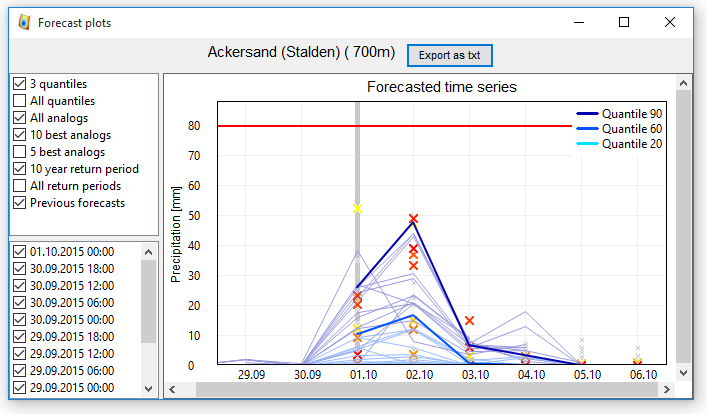 Forecast plots
Ackersand (Stalden) ( 700m)
Export as txt
3 quantiles
All quantiles
All analogs
10 best analogs
5 best analogs
10 year return period
All return periods
Previous forecasts
01.10.2015 00:00
30.09.2015 18:00
30.09.2015 12:00
30.09.2015 06:00
30.09.2015 00:00
29.09.2015 18:00
29.09.2015 12:00
29.09.2015 06:00
29.09.2015 00:00
Forecasted time series
Quantile 90
Quantile 60
Quantile 20
Precipitation [mm]
80
70
60
50
40
30
20
10
0
29.09 30.09 01.10 02.10 03.10 04.10 05.10 06.10